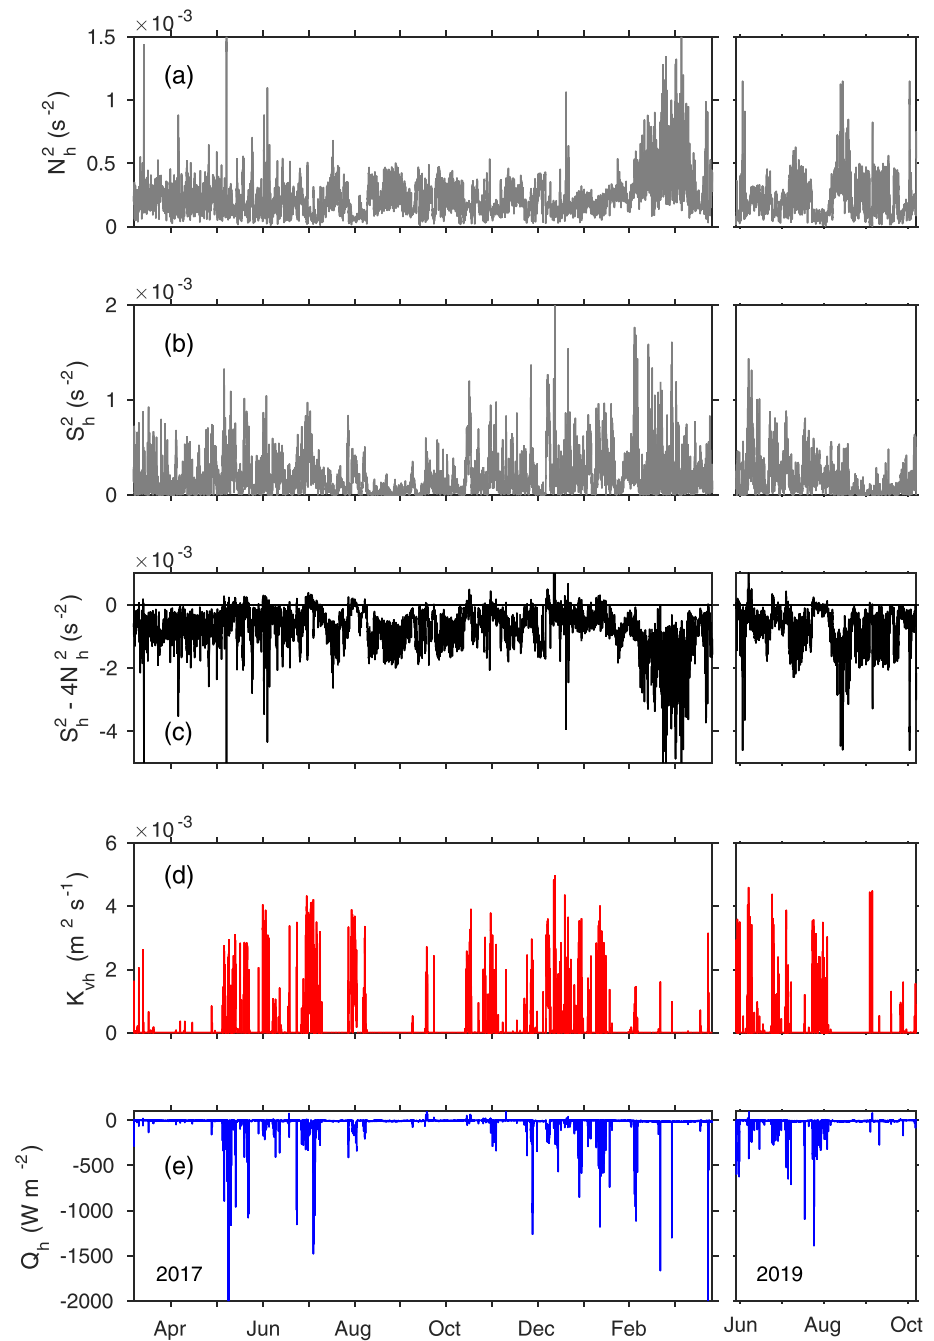 ×10⁻³
1.5
1
0.5
0
N²ₕ (s⁻²)
(a)
×10⁻³
2
1
0
S²ₕ (s⁻²)
(b)
×10⁻³
0
-2
-4
S²ₕ - 4N²ₕ (s⁻²)
(c)
×10⁻³
6
4
2
0
Kᵥₕ (m² s⁻¹)
(d)
0
-500
-1000
-1500
-2000
Qₕ (W m⁻²)
(e)
2017
2019
Apr Jun Aug Oct Dec Feb Jun Aug Oct